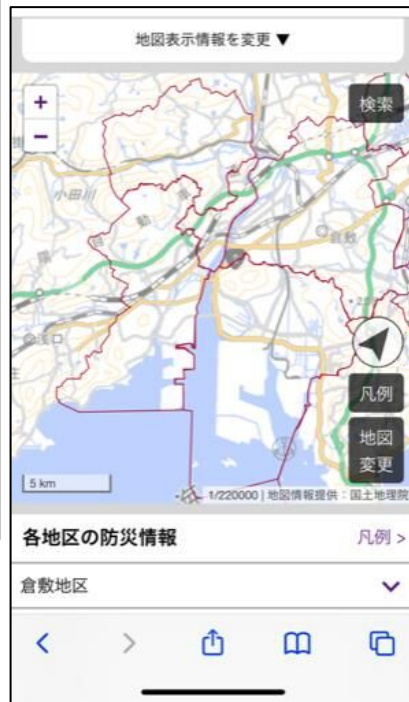 地図表示情報を変更 ▼
+
検索
−
小田川
倉敷
浅口
凡例
地図
変更
5 km
1/220000 | 地図情報提供：国土地理院
各地区の防災情報
凡例 >
倉敷地区